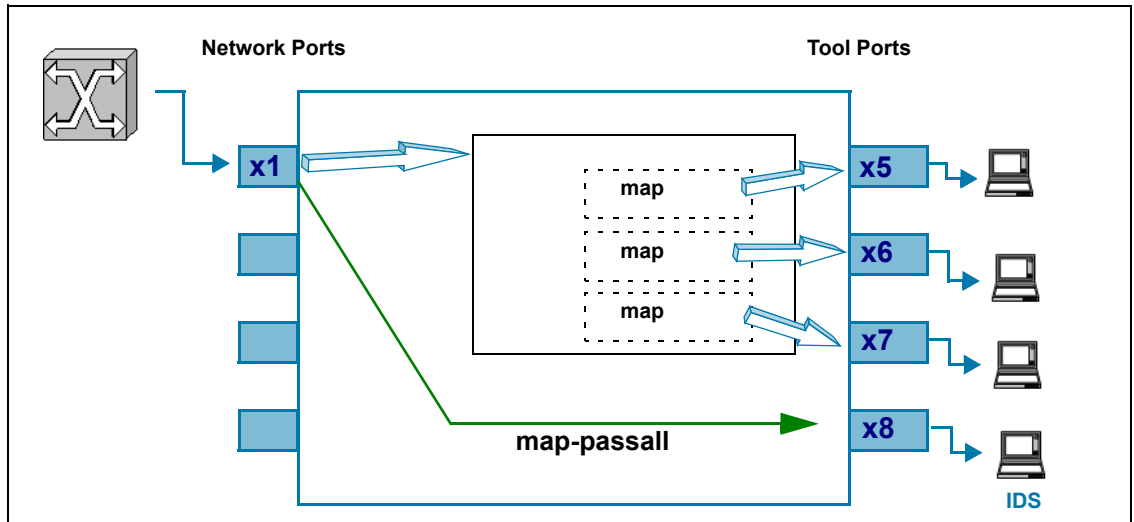 Network Ports
Tool Ports
x1
x5
map
x6
map
map
x7
x8
map-passall
IDS